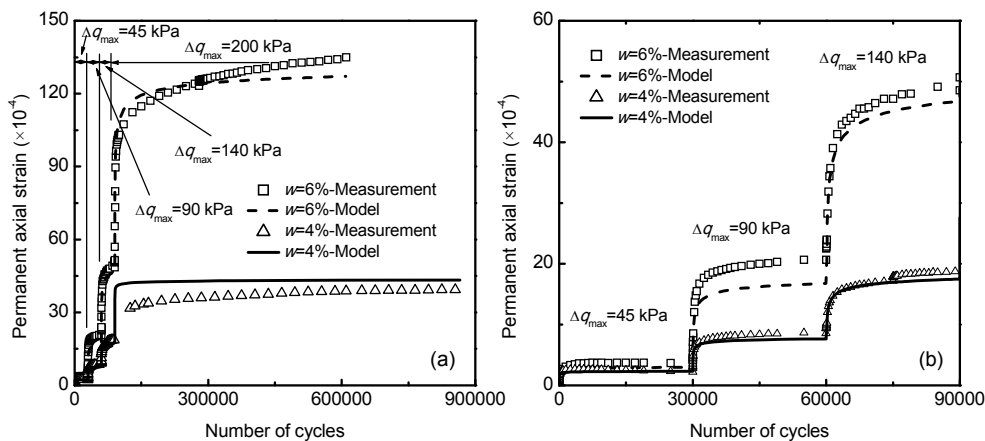 150
120
90
60
30
0
Permanent axial strain (×10⁻⁴)
Δqmax=45 kPa
Δqmax=200 kPa
Δqmax=140 kPa
Δqmax=90 kPa
w=6%-Measurement
w=6%-Model
w=4%-Measurement
w=4%-Model
(a)
0
300000
600000
900000
Number of cycles
60
40
20
0
Permanent axial strain (×10⁻⁴)
w=6%-Measurement
w=6%-Model
w=4%-Measurement
w=4%-Model
Δqmax=140 kPa
Δqmax=90 kPa
Δqmax=45 kPa
(b)
0
30000
60000
90000
Number of cycles